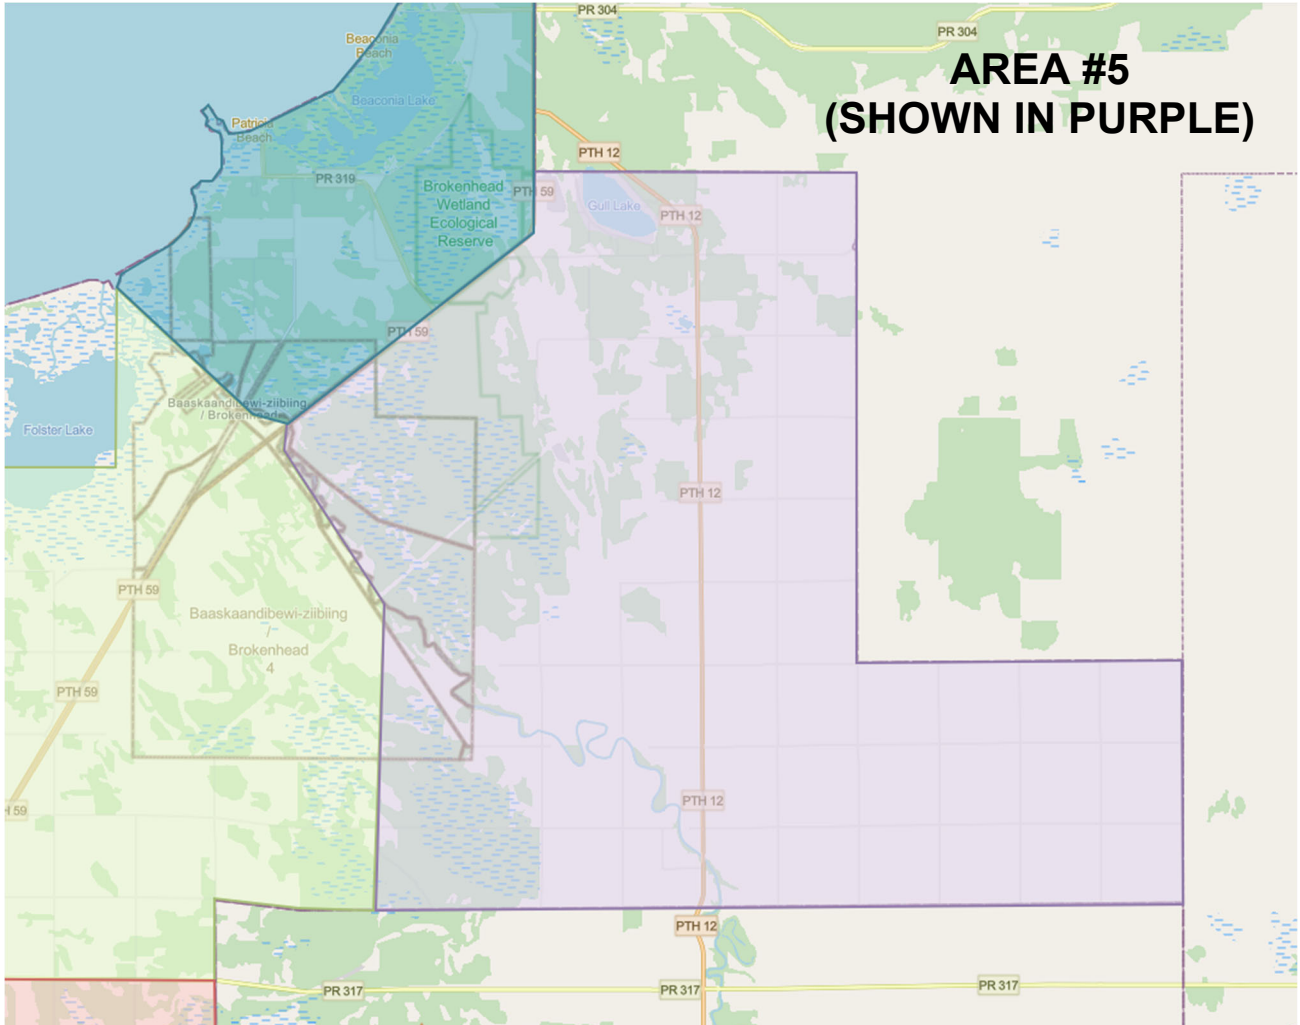 PR 304
PR 304
AREA #5
(SHOWN IN PURPLE)
Beaconia
Beach
Beaconia Lake
Patricia
Beach
PTH 12
PR 319
Brokenhead
Wetland
Ecological
Reserve
PTH 59
Gull Lake
PTH 12
PTH 59
Baaskaandibewi-ziibiing
/ Brokenhead
Folster Lake
PTH 12
PTH 59
Baaskaandibewi-ziibiing
/
Brokenhead
4
PTH 59
PTH 12
H 59
PTH 12
PR 317
PR 317
PR 317